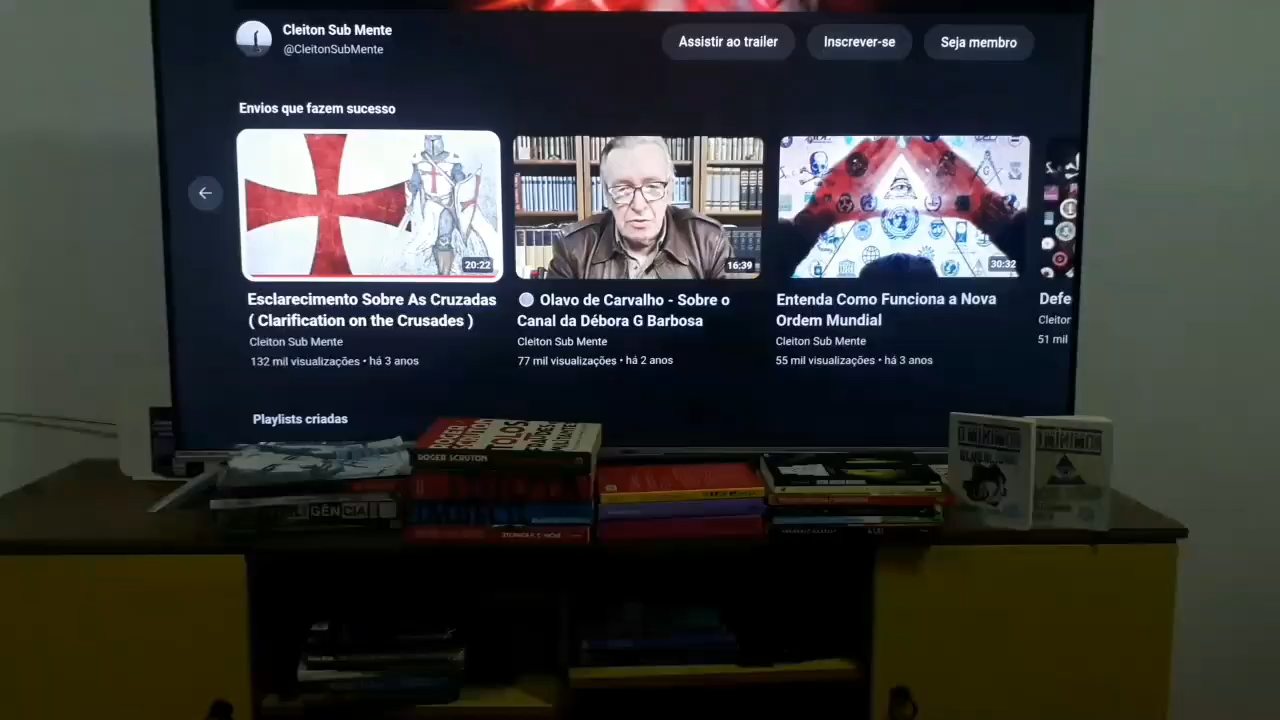 Cleiton Sub Mente
@CleitonSubMente
Assistir ao trailer
Inscrever-se
Seja membro
Envios que fazem sucesso
20:22
16:39
30:32
Esclarecimento Sobre As Cruzadas
( Clarification on the Crusades )
Cleiton Sub Mente
132 mil visualizações • há 3 anos
Olavo de Carvalho - Sobre o
Canal da Débora G Barbosa
Cleiton Sub Mente
77 mil visualizações • há 2 anos
Entenda Como Funciona a Nova
Ordem Mundial
Cleiton Sub Mente
55 mil visualizações • há 3 anos
Defe
Cleitor
51 mil
Playlists criadas
ROGER SCRUTON